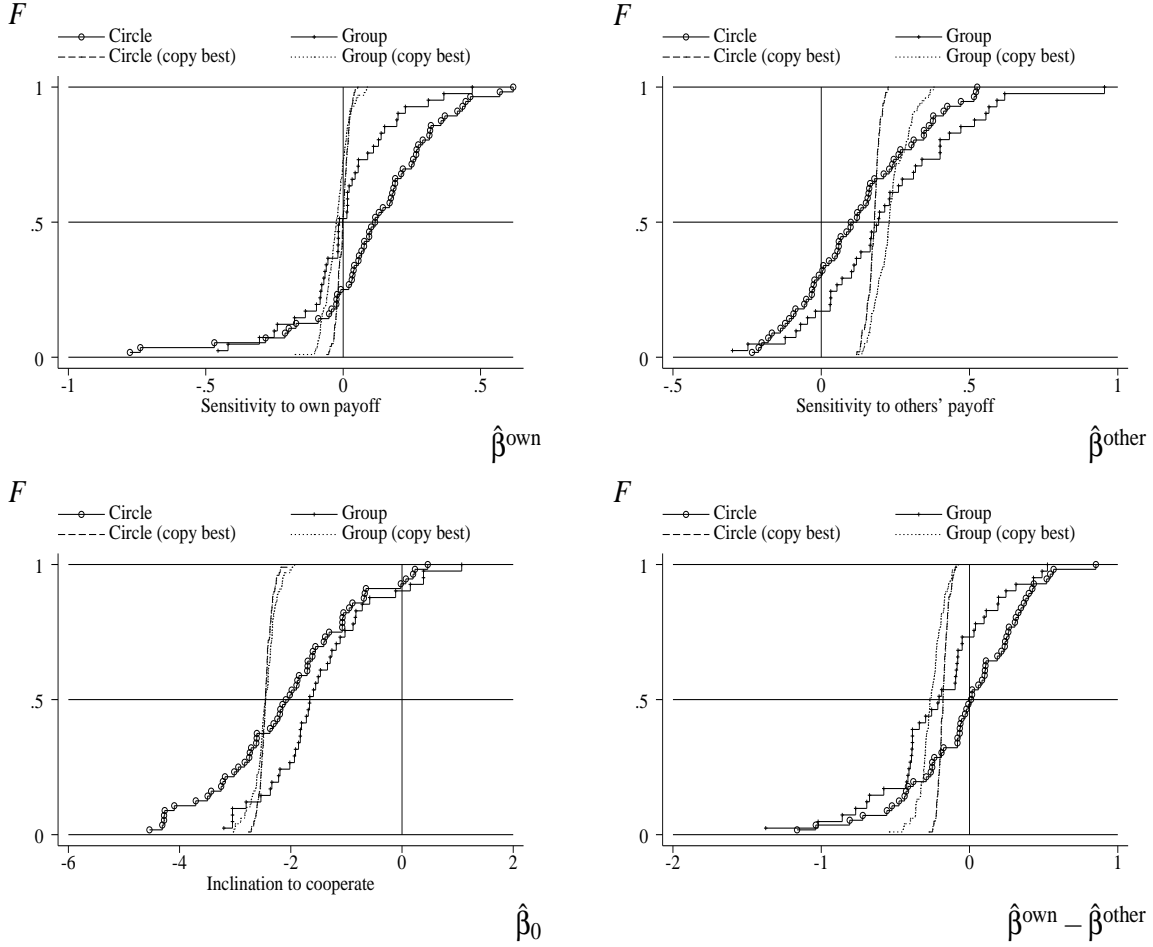 F F
Circle Group Circle Group
Circle (copy best) Group (copy best) Circle (copy best) Group (copy best)
1 1
.5 .5
0 0
-1 -.5 0 .5 -.5 0 .5 1
Sensitivity to own payoff Sensitivity to others’ payoff
β̂own β̂other
F F
Circle Group Circle Group
Circle (copy best) Group (copy best) Circle (copy best) Group (copy best)
1 1
.5 .5
0 0
-6 -4 -2 0 2 -2 -1 0 1
Inclination to cooperate
β̂0 β̂own − β̂other